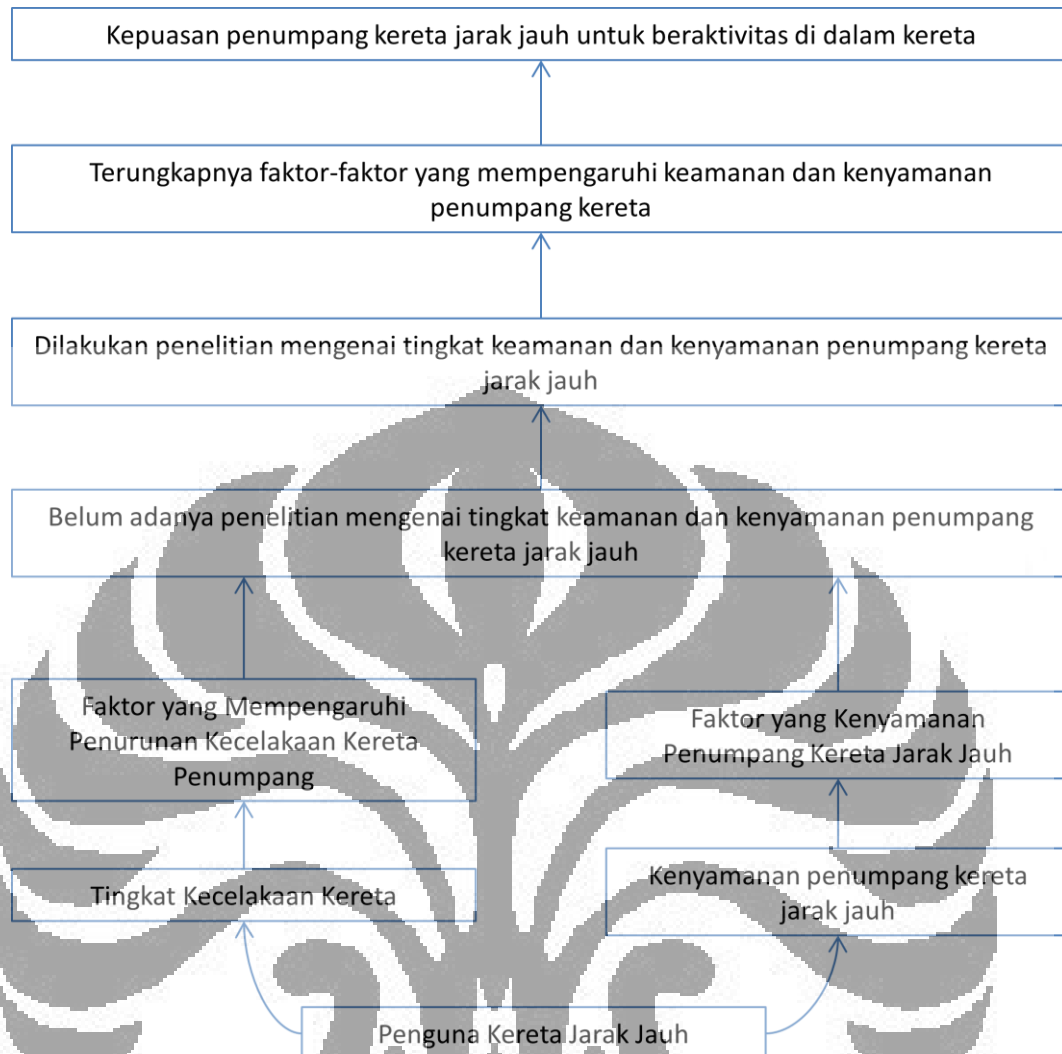 Kepuasan penumpang kereta jarak jauh untuk beraktivitas di dalam kereta
Terungkapnya faktor-faktor yang mempengaruhi keamanan dan kenyamanan
penumpang kereta
Dilakukan penelitian mengenai tingkat keamanan dan kenyamanan penumpang kereta
jarak jauh
Belum adanya penelitian mengenai tingkat keamanan dan kenyamanan penumpang
kereta jarak jauh
Faktor yang Mempengaruhi
Penurunan Kecelakaan Kereta
Penumpang
Faktor yang Kenyamanan
Penumpang Kereta Jarak Jauh
Tingkat Kecelakaan Kereta
Kenyamanan penumpang kereta
jarak jauh
Penguna Kereta Jarak Jauh